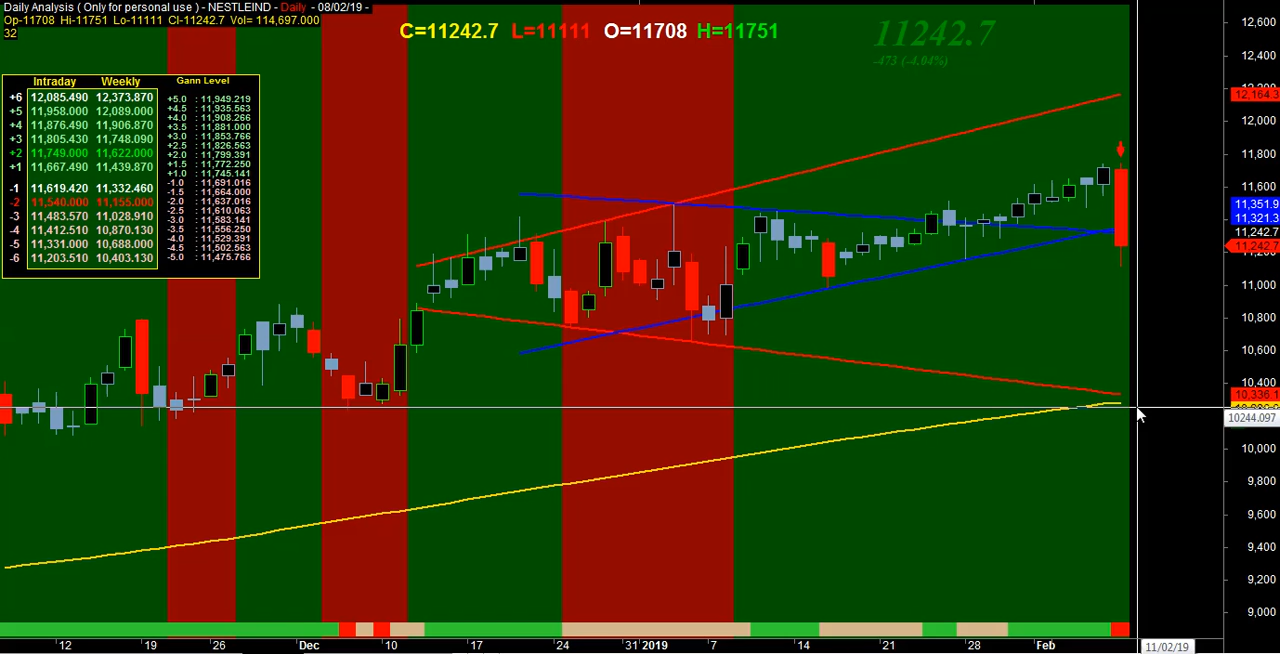 Daily Analysis ( Only for personal use ) - NESTLEIND - Daily - 08/02/19 -
Op-11708 Hi-11751 Lo-11111 Cl-11242.7 Vol= 114,697.000
32
C=11242.7 L=11111 O=11708 H=11751
11242.7
-473 (-4.04%)
Intraday Weekly Gann Level
+6 12,085.490 12,373.870
+5 11,958.000 12,089.000
+4 11,876.490 11,906.870
+3 11,805.430 11,748.090
+2 11,749.000 11,622.000
+1 11,667.490 11,439.870
-1 11,619.420 11,332.460
-2 11,540.000 11,155.000
-3 11,483.570 11,028.910
-4 11,412.510 10,870.130
-5 11,331.000 10,688.000
-6 11,203.510 10,403.130
+5.0 : 11,949.219
+4.5 : 11,935.563
+4.0 : 11,908.266
+3.5 : 11,881.000
+3.0 : 11,853.766
+2.5 : 11,826.563
+2.0 : 11,799.391
+1.5 : 11,772.250
+1.0 : 11,745.141
-1.0 : 11,691.016
-1.5 : 11,664.000
-2.0 : 11,637.016
-2.5 : 11,610.063
-3.0 : 11,583.141
-3.5 : 11,556.250
-4.0 : 11,529.391
-4.5 : 11,502.563
-5.0 : 11,475.766
12,600
12,400
12,164.3
12,000
11,800
11,600
11,351.9
11,321.3
11,242.7
11,242.7
11,000
10,800
10,600
10,400
10,336.1
10244.097
10,000
9,800
9,600
9,400
9,200
9,000
12 19 26 Dec 10 17 24 31 2019 7 14 21 28 Feb 11/02/19